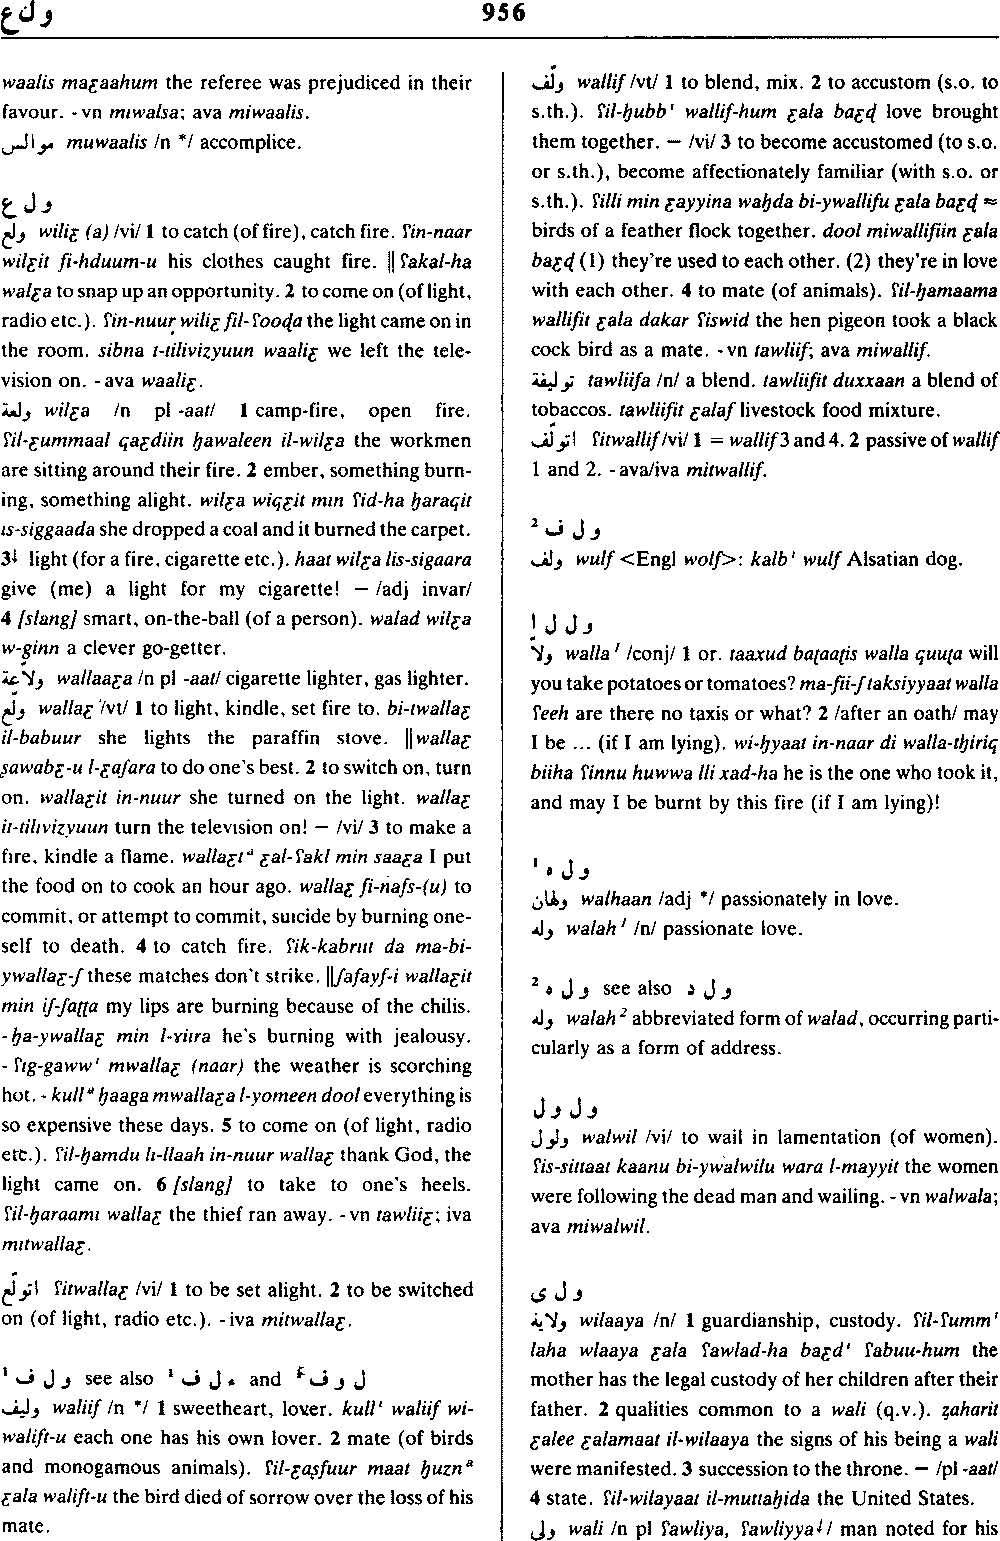 ولع
956
waalis maɛaahum the referee was prejudiced in their
favour. - vn miwalsa; ava miwaalis.
موالس muwaalis /n */ accomplice.
و ل ع
ولع wiliɛ (a) /vi/ 1 to catch (of fire), catch fire. ʕin-naar
wilɛit fi-hduum-u his clothes caught fire. || ʕakal-ha
walɛa to snap up an opportunity. 2 to come on (of light,
radio etc.). ʕin-nuuṛ wiliɛ fil-ʕooḍa the light came on in
the room. sibna t-tilivizyuun waaliɛ we left the tele-
vision on. - ava waaliɛ.
ولعة wilɛa /n pl -aat/ 1 camp-fire, open fire.
ʕil-ɛummaal qaɛdiin ḥawaleen il-wilɛa the workmen
are sitting around their fire. 2 ember, something burn-
ing, something alight. wilɛa wiqɛit min ʕid-ha ḥaraqit
is-siggaada she dropped a coal and it burned the carpet.
3↓ light (for a fire, cigarette etc.). haat wilɛa lis-sigaara
give (me) a light for my cigarette! — /adj invar/
4 [slang] smart, on-the-ball (of a person). walad wilɛa
w-ginn a clever go-getter.
ولاّعة wallaaɛa /n pl -aat/ cigarette lighter, gas lighter.
ولّع wallaɛ /vt/ 1 to light, kindle, set fire to. bi-twallaɛ
il-babuur she lights the paraffin stove. || wallaɛ
ṣawabɛ-u l-ɛaʃara to do one's best. 2 to switch on, turn
on. wallaɛit in-nuur she turned on the light. wallaɛ
it-tilivizyuun turn the television on! — /vi/ 3 to make a
fire, kindle a flame. wallaɛtᵃ ɛal-ʕakl min saaɛa I put
the food on to cook an hour ago. wallaɛ fi-nafs-(u) to
commit, or attempt to commit, suicide by burning one-
self to death. 4 to catch fire. ʕik-kabriit da ma-bi-
ywallaɛ-ʃ these matches don't strike. || ʃafayf-i wallaɛit
min iʃ-ʃaṭṭa my lips are burning because of the chilis.
- ḥa-ywallaɛ min l-ɣiira he's burning with jealousy.
- ʕig-gawwⁱ mwallaɛ (naar) the weather is scorching
hot. - kullᵘ ḥaaga mwallaɛa l-yomeen dool everything is
so expensive these days. 5 to come on (of light, radio
etc.). ʕil-ḥamdu li-llaah in-nuur wallaɛ thank God, the
light came on. 6 [slang] to take to one's heels.
ʕil-ḥaraami wallaɛ the thief ran away. - vn tawliiɛ; iva
mitwallaɛ.
اتولّع ʕitwallaɛ /vi/ 1 to be set alight. 2 to be switched
on (of light, radio etc.). - iva mitwallaɛ.
و ل ف ¹ see also ء ل ف ¹ and ل و ف ⁴
وليف waliif /n */ 1 sweetheart, lover. kullⁱ waliif wi-
walift-u each one has his own lover. 2 mate (of birds
and monogamous animals). ʕil-ɛaṣfuur maat ḥuznᵃ
ɛala walift-u the bird died of sorrow over the loss of his
mate.
ولّف wallif /vt/ 1 to blend, mix. 2 to accustom (s.o. to
s.th.). ʕil-ḥubbⁱ wallif-hum ɛala baɛḍ love brought
them together. — /vi/ 3 to become accustomed (to s.o.
or s.th.), become affectionately familiar (with s.o. or
s.th.). ʕilli min ɛayyina waḥda bi-ywallifu ɛala baɛḍ ≈
birds of a feather flock together. dool miwallifiin ɛala
baɛḍ (1) they're used to each other. (2) they're in love
with each other. 4 to mate (of animals). ʕil-ḥamaama
wallifit ɛala dakar ʕiswid the hen pigeon took a black
cock bird as a mate. - vn tawliif; ava miwallif.
توليفة tawliifa /n/ a blend. tawliifit duxxaan a blend of
tobaccos. tawliifit ɛalaf livestock food mixture.
اتولّف ʕitwallif /vi/ 1 = wallif 3 and 4. 2 passive of wallif
1 and 2. - ava/iva mitwallif.
و ل ف ²
ولف wulf <Engl wolf>: kalbⁱ wulf Alsatian dog.
و ل ل إ
ولاّ walla¹ /conj/ 1 or. taaxud baṭaaṭis walla quuṭa will
you take potatoes or tomatoes? ma-fii-ʃ taksiyyaat walla
ʕeeh are there no taxis or what? 2 /after an oath/ may
I be ... (if I am lying). wi-ḥyaat in-naar di walla-tḥiriq
biiha ʕinnu huwwa lli xad-ha he is the one who took it,
and may I be burnt by this fire (if I am lying)!
و ل ه ¹
ولهان walhaan /adj */ passionately in love.
وله walah¹ /n/ passionate love.
و ل ه ² see also و ل د
وله walah² abbreviated form of walad, occurring parti-
cularly as a form of address.
و ل و ل
ولول walwil /vi/ to wail in lamentation (of women).
ʕis-sittaat kaanu bi-ywalwilu wara l-mayyit the women
were following the dead man and wailing. - vn walwala;
ava miwalwil.
و ل ى
ولاية wilaaya /n/ 1 guardianship, custody. ʕil-ʕummⁱ
laha wlaaya ɛala ʕawlad-ha baɛdⁱ ʕabuu-hum the
mother has the legal custody of her children after their
father. 2 qualities common to a wali (q.v.). ẓaharit
ɛalee ɛalamaat il-wilaaya the signs of his being a wali
were manifested. 3 succession to the throne. — /pl -aat/
4 state. ʕil-wilayaat il-muttaḥida the United States.
ولى wali /n pl ʕawliya, ʕawliyya↓/ man noted for his